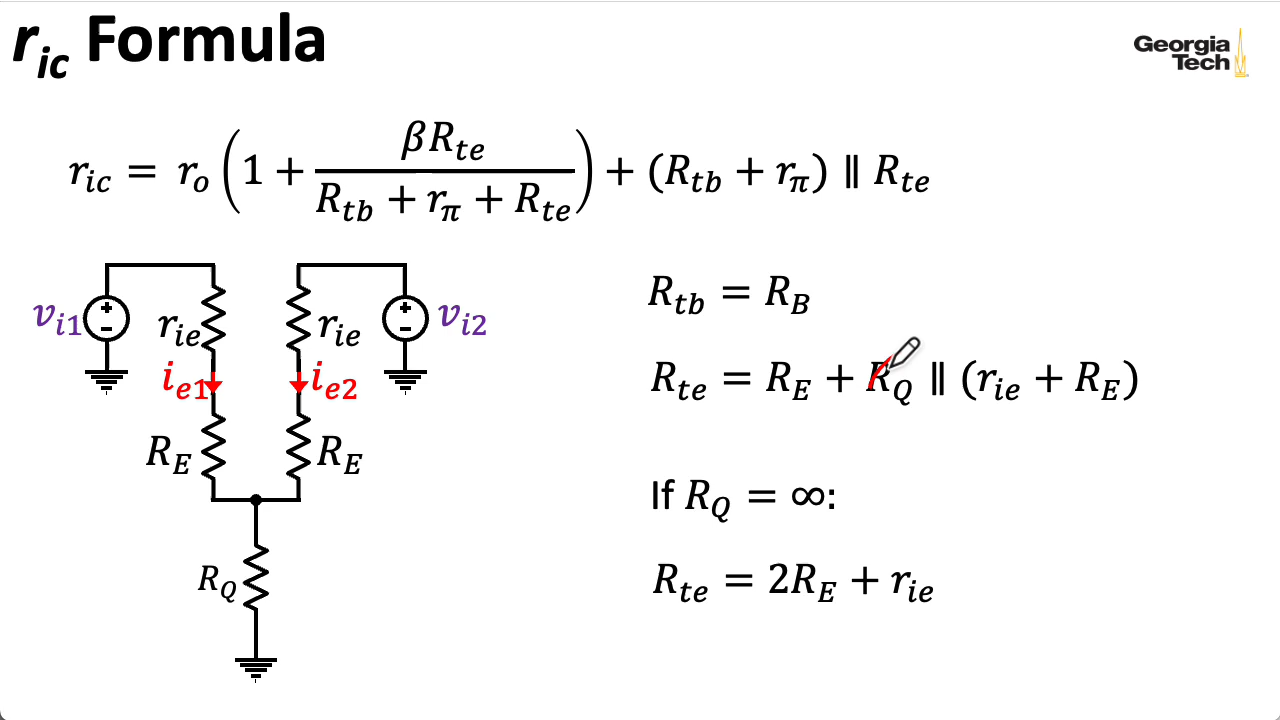 r_ic Formula
Georgia
Tech
r_ic = r_o (1 + βR_te / (R_tb + r_π + R_te)) + (R_tb + r_π) ∥ R_te
v_i1 + - r_ie r_ie + - v_i2
i_e1 i_e2
R_E R_E
R_Q
R_tb = R_B
R_te = R_E + R_Q ∥ (r_ie + R_E)
If R_Q = ∞:
R_te = 2R_E + r_ie